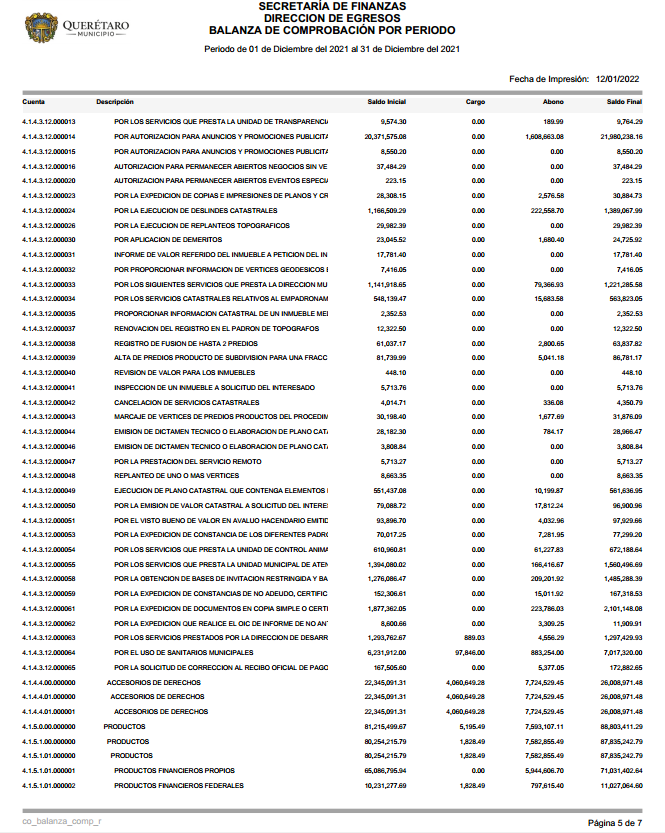 QUERÉTARO
MUNICIPIO
SECRETARÍA DE FINANZAS
DIRECCION DE EGRESOS
BALANZA DE COMPROBACIÓN POR PERIODO
Periodo de 01 de Diciembre del 2021 al 31 de Diciembre del 2021
Fecha de Impresión: 12/01/2022
Cuenta Descripción Saldo Inicial Cargo Abono Saldo Final
4.1.4.3.12.000013 POR LOS SERVICIOS QUE PRESTA LA UNIDAD DE TRANSPARENCIA 9,574.30 0.00 189.99 9,764.29
4.1.4.3.12.000014 POR AUTORIZACION PARA ANUNCIOS Y PROMOCIONES PUBLICITA 20,371,575.08 0.00 1,608,663.08 21,980,238.16
4.1.4.3.12.000015 POR AUTORIZACION PARA ANUNCIOS Y PROMOCIONES PUBLICITA 8,550.20 0.00 0.00 8,550.20
4.1.4.3.12.000016 AUTORIZACION PARA PERMANECER ABIERTOS NEGOCIOS SIN VE 37,484.29 0.00 0.00 37,484.29
4.1.4.3.12.000020 AUTORIZACION PARA PERMANECER ABIERTOS EVENTOS ESPECIA 223.15 0.00 0.00 223.15
4.1.4.3.12.000023 POR LA EXPEDICION DE COPIAS E IMPRESIONES DE PLANOS Y CR 28,308.15 0.00 2,576.58 30,884.73
4.1.4.3.12.000024 POR LA EJECUCION DE DESLINDES CATASTRALES 1,166,509.29 0.00 222,558.70 1,389,067.99
4.1.4.3.12.000026 POR LA EJECUCION DE REPLANTEOS TOPOGRAFICOS 29,982.39 0.00 0.00 29,982.39
4.1.4.3.12.000030 POR APLICACION DE DEMERITOS 23,045.52 0.00 1,680.40 24,725.92
4.1.4.3.12.000031 INFORME DE VALOR REFERIDO DEL INMUEBLE A PETICION DEL IN 17,781.40 0.00 0.00 17,781.40
4.1.4.3.12.000032 POR PROPORCIONAR INFORMACION DE VERTICES GEODESICOS 7,416.05 0.00 0.00 7,416.05
4.1.4.3.12.000033 POR LOS SIGUIENTES SERVICIOS QUE PRESTA LA DIRECCION MU 1,141,918.65 0.00 79,366.93 1,221,285.58
4.1.4.3.12.000034 POR LOS SERVICIOS CATASTRALES RELATIVOS AL EMPADRONAM 548,139.47 0.00 15,683.58 563,823.05
4.1.4.3.12.000035 PROPORCIONAR INFORMACION CATASTRAL DE UN INMUEBLE ME 2,352.53 0.00 0.00 2,352.53
4.1.4.3.12.000037 RENOVACION DEL REGISTRO EN EL PADRON DE TOPOGRAFOS 12,322.50 0.00 0.00 12,322.50
4.1.4.3.12.000038 REGISTRO DE FUSION DE HASTA 2 PREDIOS 61,037.17 0.00 2,800.65 63,837.82
4.1.4.3.12.000039 ALTA DE PREDIOS PRODUCTO DE SUBDIVISION PARA UNA FRACC 81,739.99 0.00 5,041.18 86,781.17
4.1.4.3.12.000040 REVISION DE VALOR PARA LOS INMUEBLES 448.10 0.00 0.00 448.10
4.1.4.3.12.000041 INSPECCION DE UN INMUEBLE A SOLICITUD DEL INTERESADO 5,713.76 0.00 0.00 5,713.76
4.1.4.3.12.000042 CANCELACION DE SERVICIOS CATASTRALES 4,014.71 0.00 336.08 4,350.79
4.1.4.3.12.000043 MARCAJE DE VERTICES DE PREDIOS PRODUCTOS DEL PROCEDIM 30,198.40 0.00 1,677.69 31,876.09
4.1.4.3.12.000044 EMISION DE DICTAMEN TECNICO O ELABORACION DE PLANO CATA 28,182.30 0.00 784.17 28,966.47
4.1.4.3.12.000046 EMISION DE DICTAMEN TECNICO O ELABORACION DE PLANO CATA 3,808.84 0.00 0.00 3,808.84
4.1.4.3.12.000047 POR LA PRESTACION DEL SERVICIO REMOTO 5,713.27 0.00 0.00 5,713.27
4.1.4.3.12.000048 REPLANTEO DE UNO O MAS VERTICES 8,663.35 0.00 0.00 8,663.35
4.1.4.3.12.000049 EJECUCION DE PLANO CATASTRAL QUE CONTENGA ELEMENTOS 551,437.08 0.00 10,199.87 561,636.95
4.1.4.3.12.000050 POR LA EMISION DE VALOR CATASTRAL A SOLICITUD DEL INTERE 79,088.72 0.00 17,812.24 96,900.96
4.1.4.3.12.000051 POR EL VISTO BUENO DE VALOR EN AVALUO HACENDARIO EMITID 93,896.70 0.00 4,032.96 97,929.66
4.1.4.3.12.000053 POR LA EXPEDICION DE CONSTANCIA DE LOS DIFERENTES PADR 70,017.25 0.00 7,281.95 77,299.20
4.1.4.3.12.000054 POR LOS SERVICIOS QUE PRESTA LA UNIDAD DE CONTROL ANIMA 610,960.81 0.00 61,227.83 672,188.64
4.1.4.3.12.000055 POR LOS SERVICIOS QUE PRESTA LA UNIDAD MUNICIPAL DE ATEN 1,394,080.02 0.00 166,416.67 1,560,496.69
4.1.4.3.12.000058 POR LA OBTENCION DE BASES DE INVITACION RESTRINGIDA Y BA 1,276,086.47 0.00 209,201.92 1,485,288.39
4.1.4.3.12.000059 POR LA EXPEDICION DE CONSTANCIAS DE NO ADEUDO, CERTIFIC 152,306.61 0.00 15,011.92 167,318.53
4.1.4.3.12.000061 POR LA EXPEDICION DE DOCUMENTOS EN COPIA SIMPLE O CERTI 1,877,362.05 0.00 223,786.03 2,101,148.08
4.1.4.3.12.000062 POR LA EXPEDICION QUE REALICE EL OIC DE INFORME DE NO AN 8,600.66 0.00 3,309.25 11,909.91
4.1.4.3.12.000063 POR LOS SERVICIOS PRESTADOS POR LA DIRECCION DE DESARR 1,293,762.67 889.03 4,556.29 1,297,429.93
4.1.4.3.12.000064 POR EL USO DE SANITARIOS MUNICIPALES 6,231,912.00 97,846.00 883,254.00 7,017,320.00
4.1.4.3.12.000065 POR LA SOLICITUD DE CORRECCION AL RECIBO OFICIAL DE PAGO 167,505.60 0.00 5,377.05 172,882.65
4.1.4.4.00.000000 ACCESORIOS DE DERECHOS 22,345,091.31 4,060,649.28 7,724,529.45 26,008,971.48
4.1.4.4.01.000000 ACCESORIOS DE DERECHOS 22,345,091.31 4,060,649.28 7,724,529.45 26,008,971.48
4.1.4.4.01.000001 ACCESORIOS DE DERECHOS 22,345,091.31 4,060,649.28 7,724,529.45 26,008,971.48
4.1.5.0.00.000000 PRODUCTOS 81,215,499.67 5,195.49 7,593,107.11 88,803,411.29
4.1.5.1.00.000000 PRODUCTOS 80,254,215.79 1,828.49 7,582,855.49 87,835,242.79
4.1.5.1.01.000000 PRODUCTOS 80,254,215.79 1,828.49 7,582,855.49 87,835,242.79
4.1.5.1.01.000001 PRODUCTOS FINANCIEROS PROPIOS 65,086,795.94 0.00 5,944,606.70 71,031,402.64
4.1.5.1.01.000002 PRODUCTOS FINANCIEROS FEDERALES 10,231,277.69 1,828.49 797,615.40 11,027,064.60
co_balanza_comp_r
Página 5 de 7